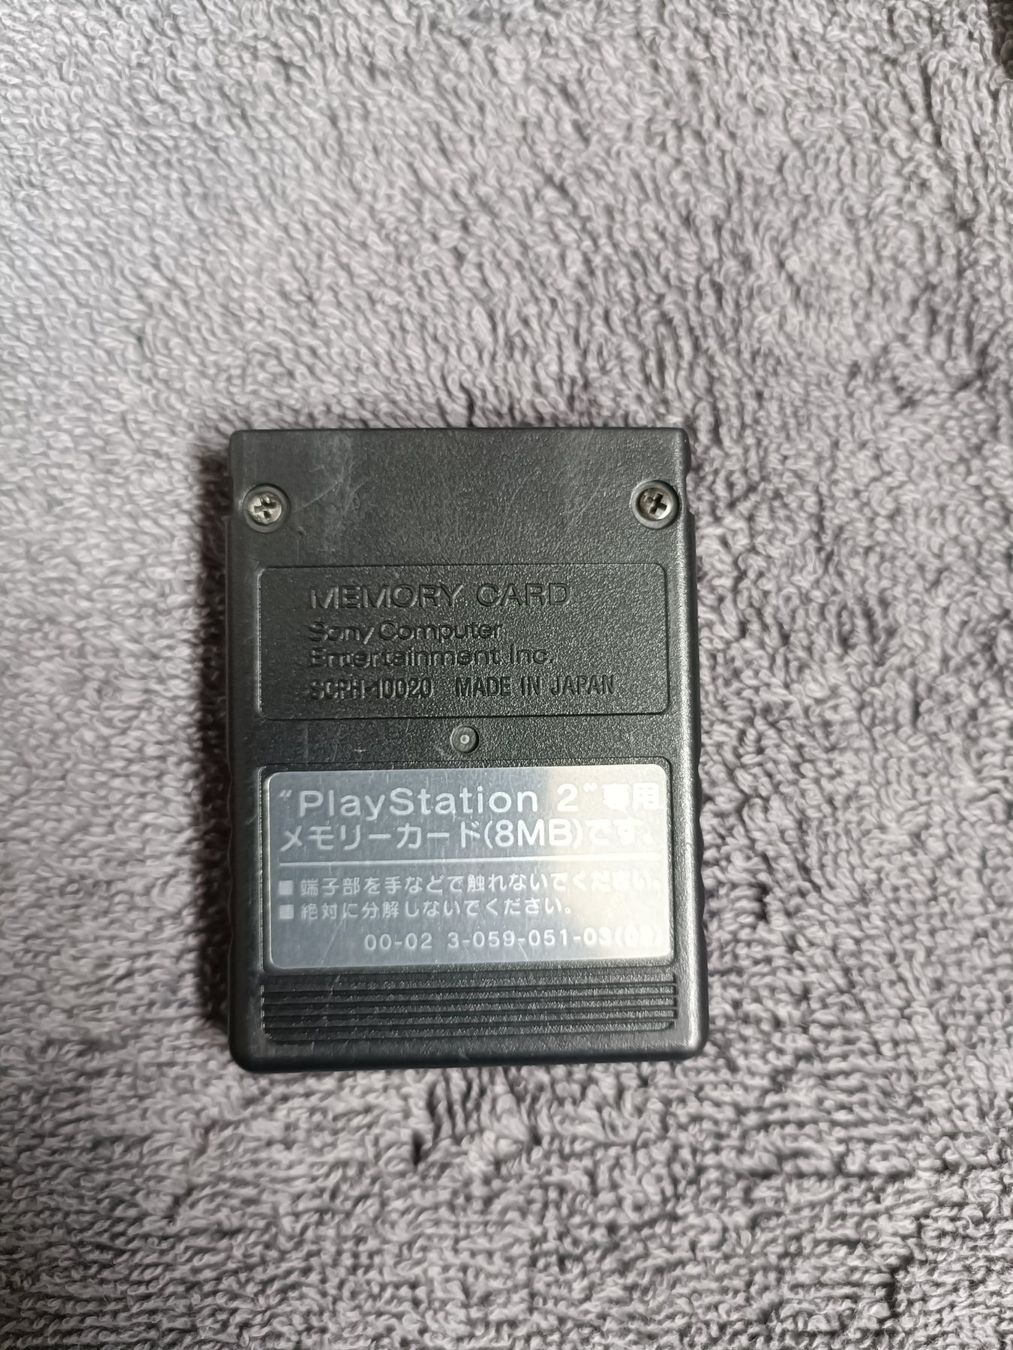 MEMORY CARD
Sony Computer
Entertainment Inc.
SCPH-10020 MADE IN JAPAN
"PlayStation 2"専用
メモリーカード(8MB)です。
■ 端子部を手などで触れないでください。
■ 絶対に分解しないでください。
00-02 3-059-051-03